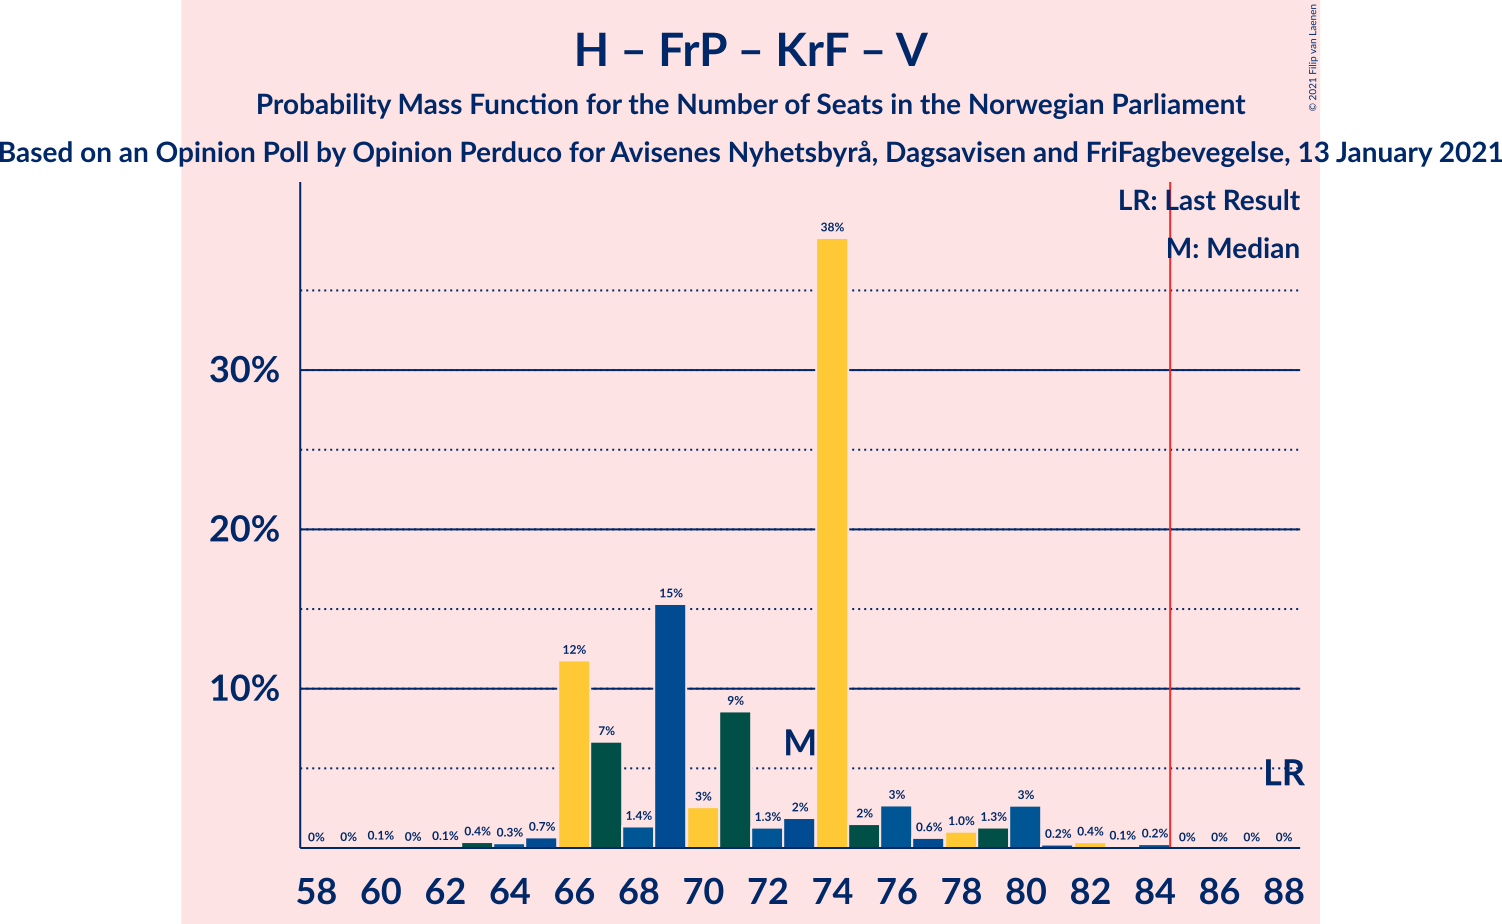 H – FrP – KrF – V
Probability Mass Function for the Number of Seats in the Norwegian Parliament
Based on an Opinion Poll by Opinion Perduco for Avisenes Nyhetsbyrå, Dagsavisen and FriFagbevegelse, 13 January 2021
© 2021 Filip van Laenen
LR: Last Result
M: Median
30%
20%
10%
0% 0% 0.1% 0% 0.1% 0.4% 0.3% 0.7% 12% 7% 1.4% 15% 3% 9% 1.3% 2% 38% 2% 3% 0.6% 1.0% 1.3% 3% 0.2% 0.4% 0.1% 0.2% 0% 0% 0% 0%
M
LR
58 60 62 64 66 68 70 72 74 76 78 80 82 84 86 88